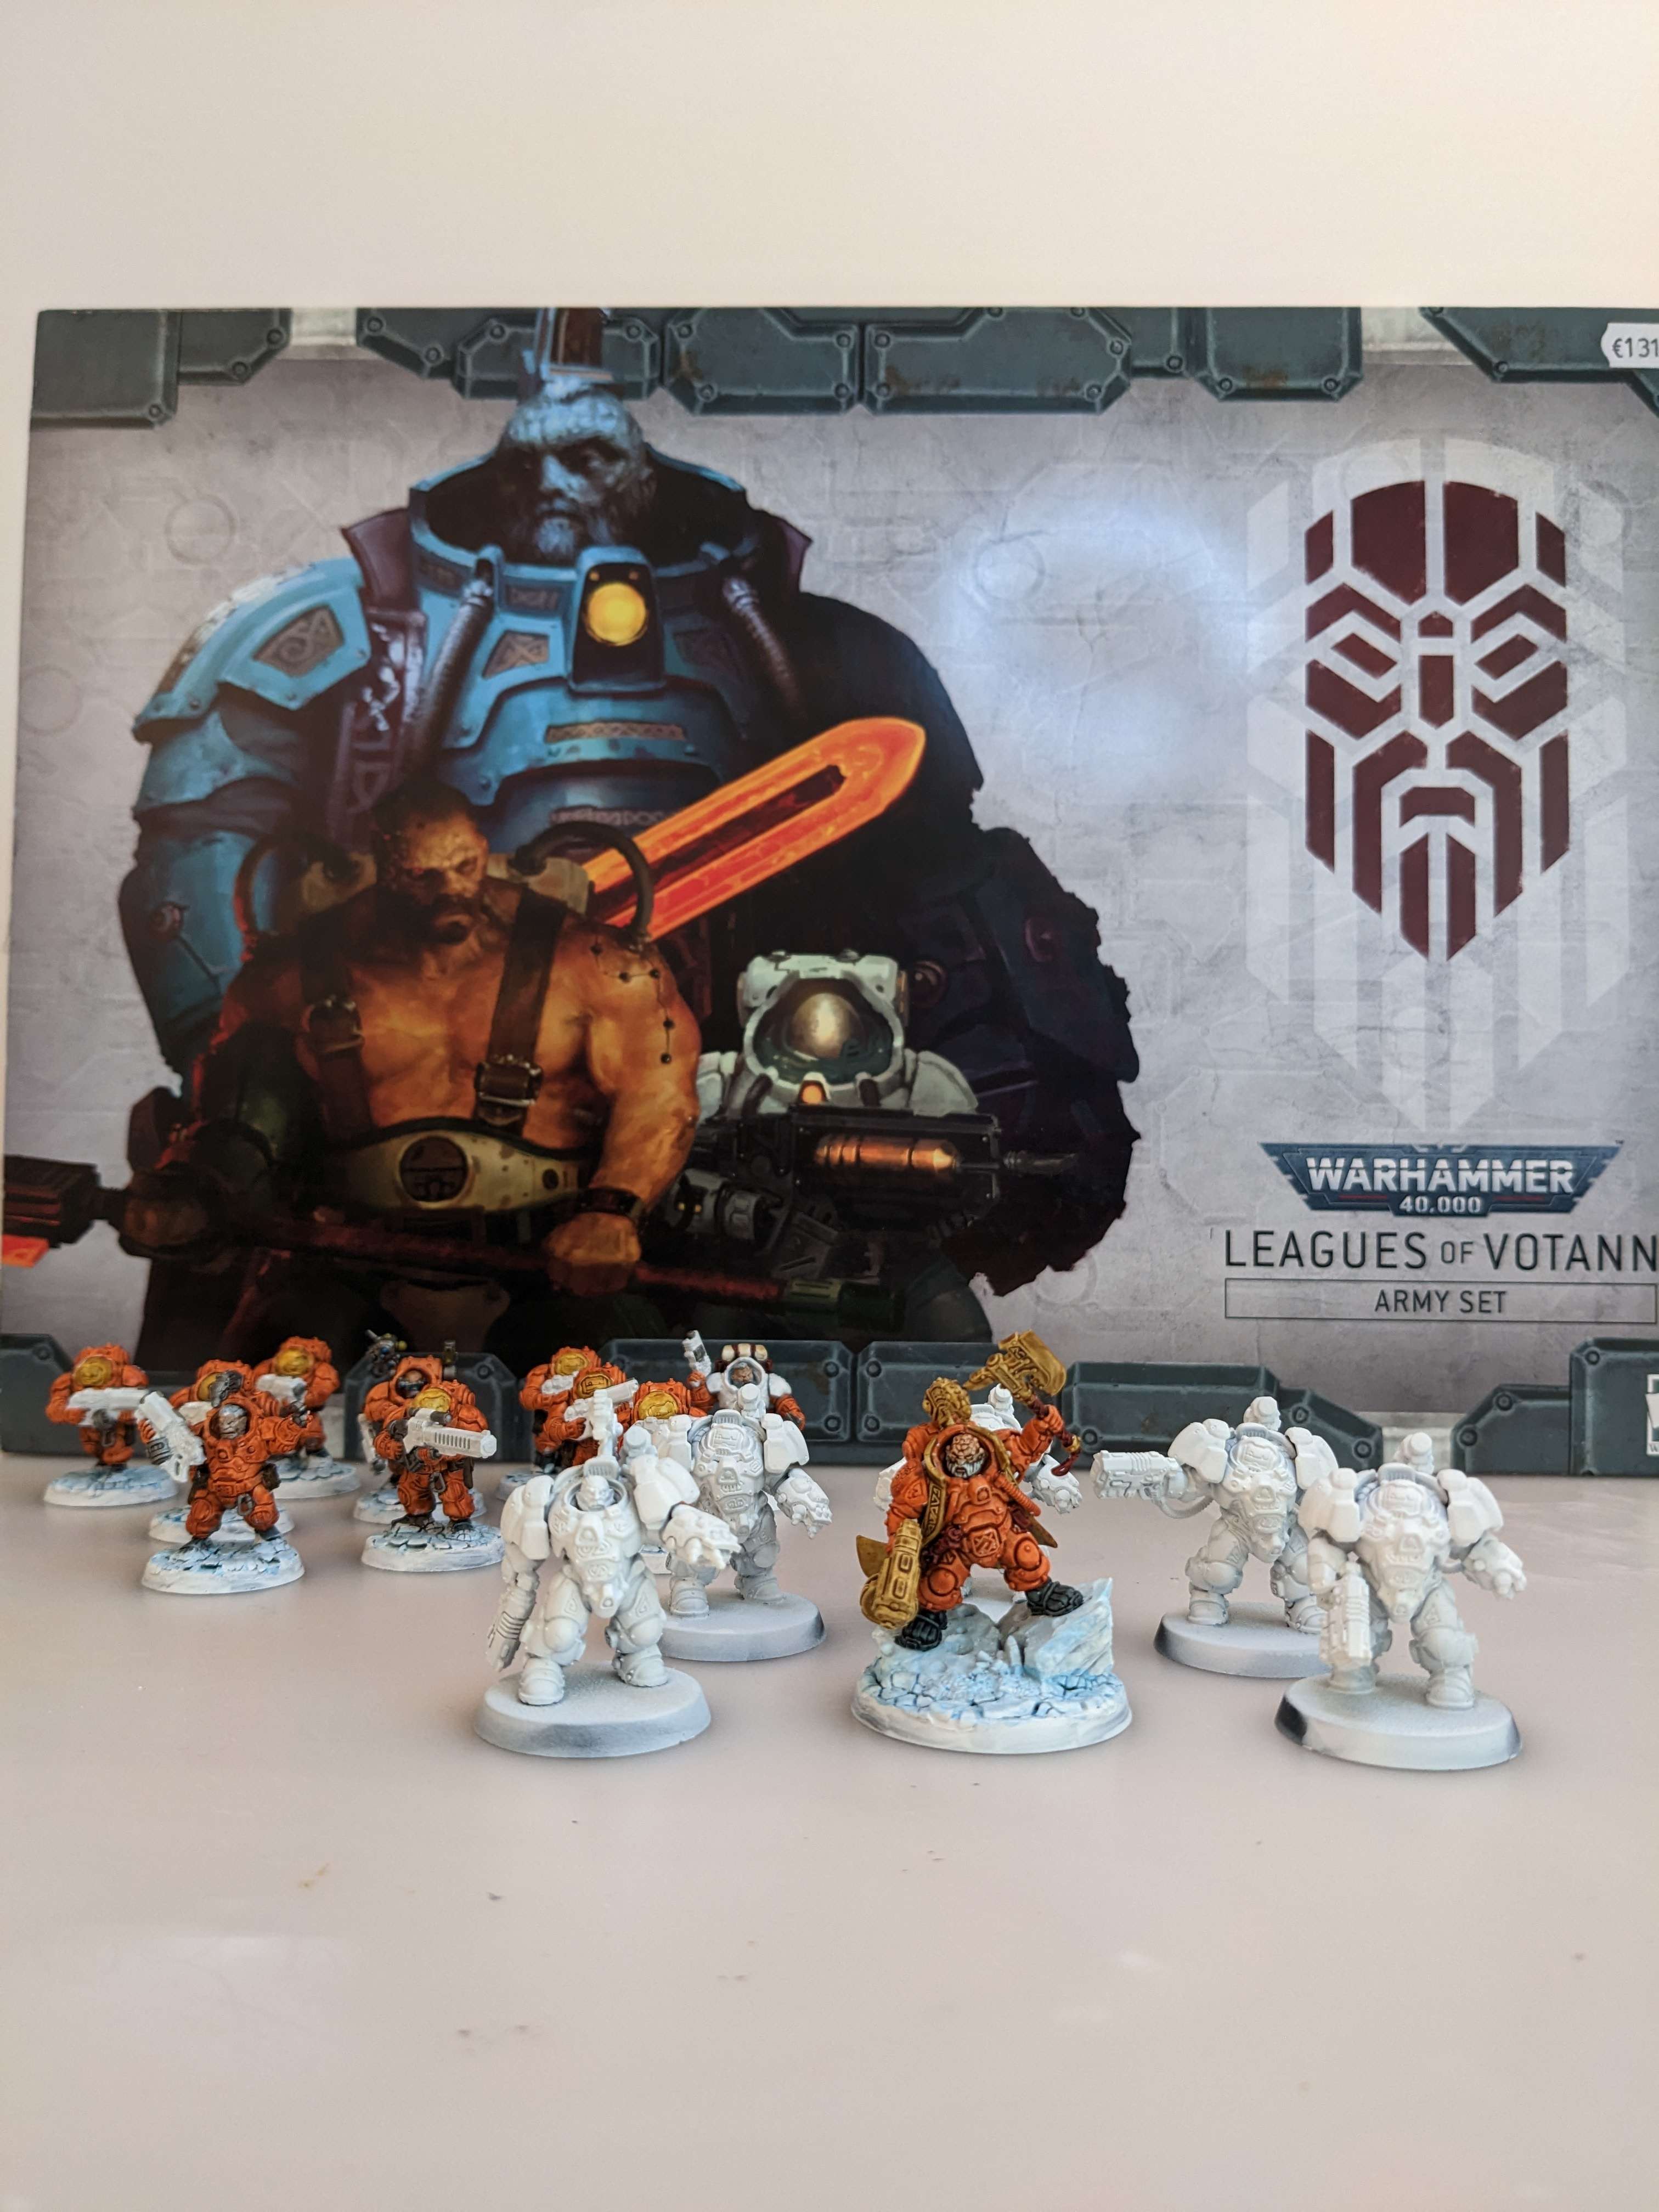 €131
WARHAMMER
40,000
LEAGUES OF VOTANN
ARMY SET